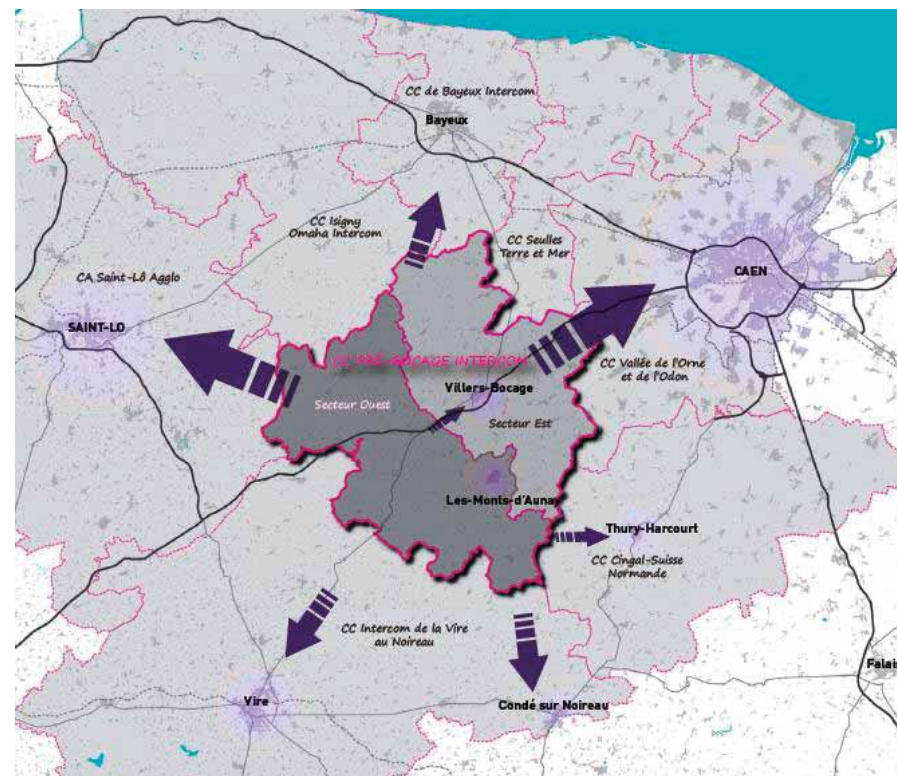 CC de Bayeux Intercom
Bayeux
CC Isigny
Omaha Intercom
CC Seulles
Terre et Mer
CA Saint-Lô Agglo
CAEN
SAINT-LO
CC PRÉ-BOCAGE INTERCOM
CC Vallée de l'Orne
et de l'Odon
Villers-Bocage
Secteur Ouest
Secteur Est
Les-Monts-d'Aunay
Thury-Harcourt
CC Cingal-Suisse
Normande
CC Intercom de la Vire
au Noireau
Falais
Vire
Condé sur Noireau